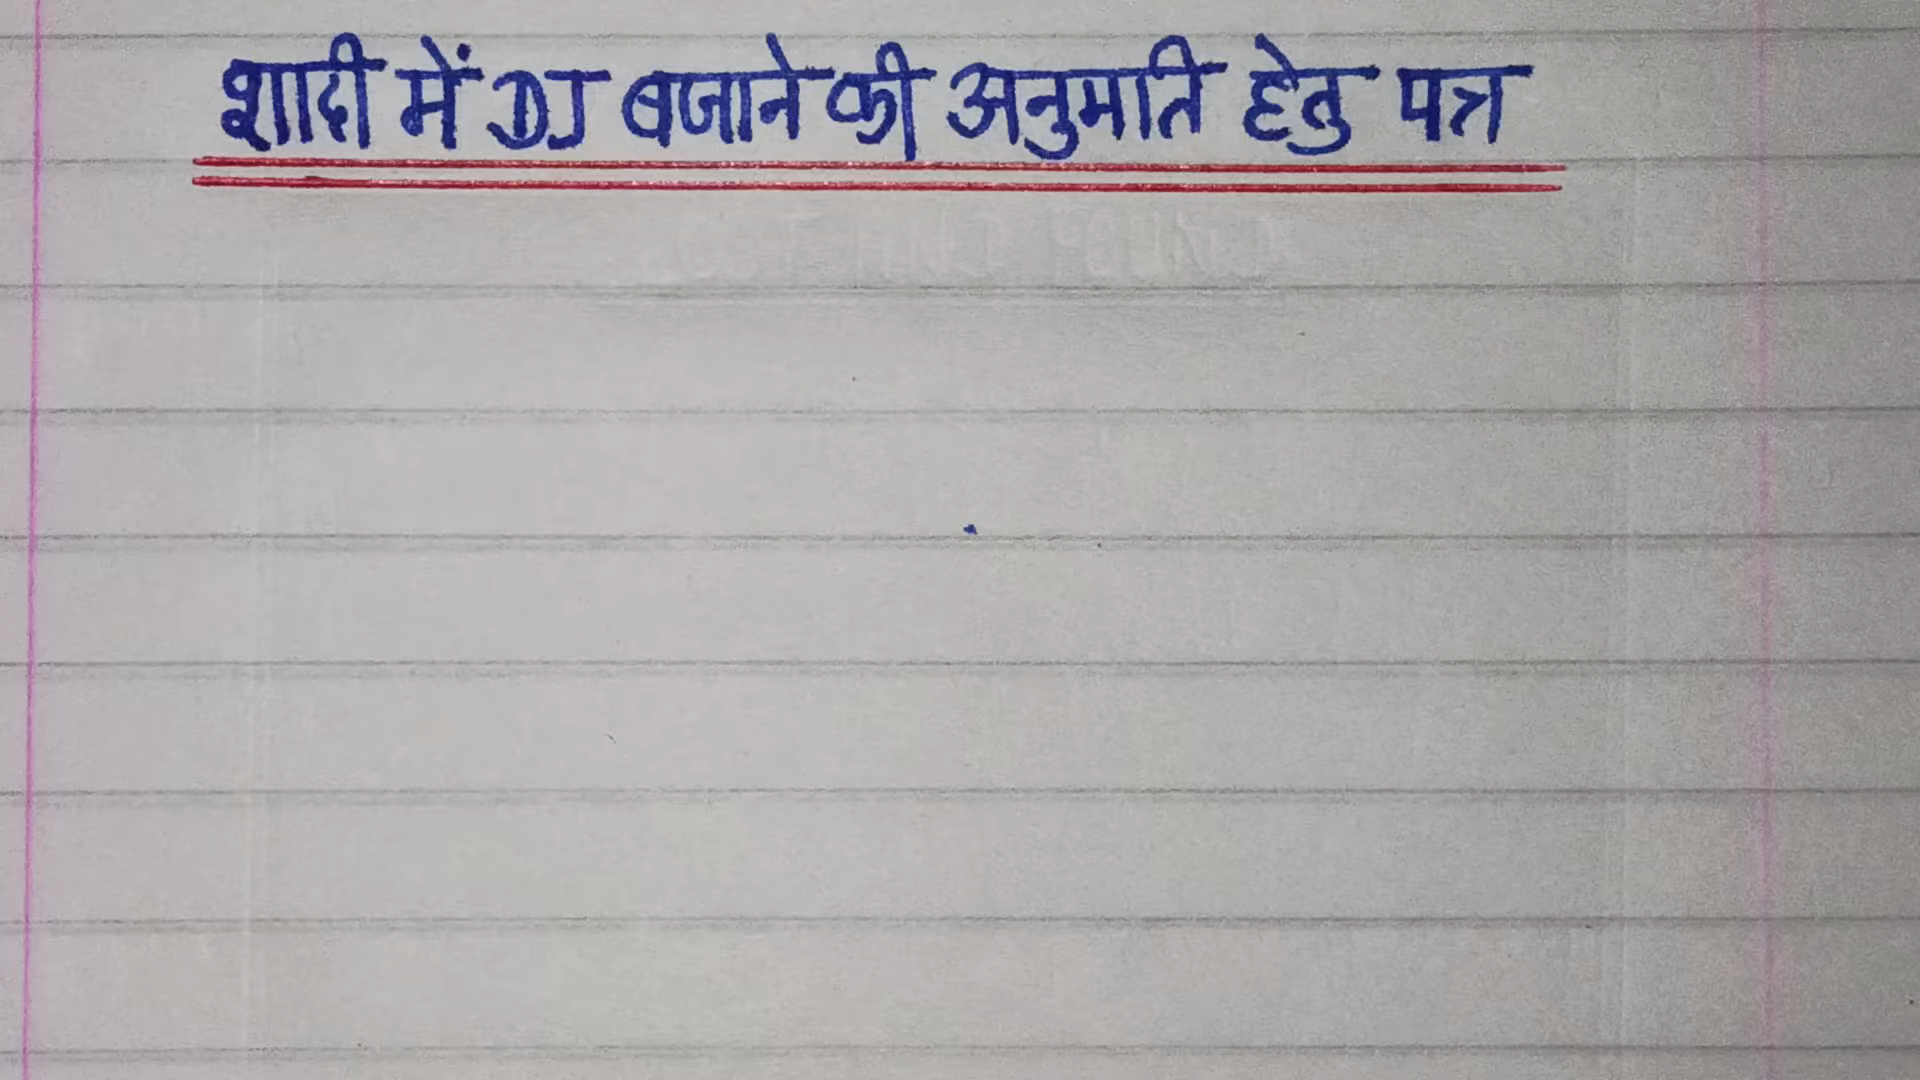 शादी में DJ बजाने की अनुमति हेतु पत्र